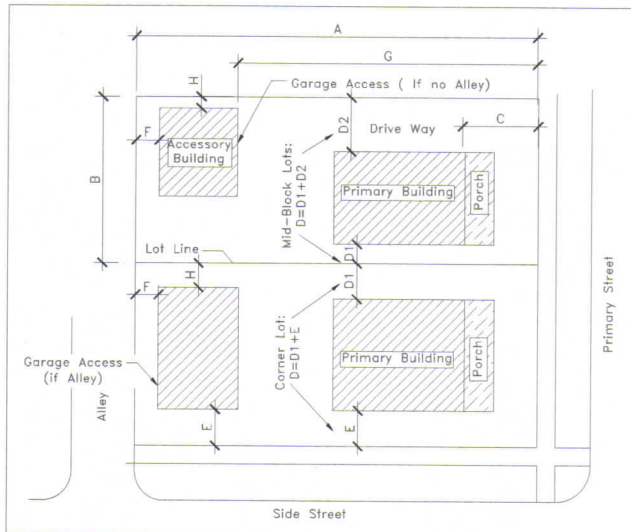 A
G
H
Garage Access ( If no Alley)
F
Accessory
Building
D2
Drive Way
C
B
Mid-Block Lots:
D=D1+D2
Primary Building
Porch
Lot Line
D1
H
F
D1
Corner Lot:
D=D1+E
Primary Building
Porch
Primary Street
Garage Access
(if Alley)
Alley
E
E
Side Street